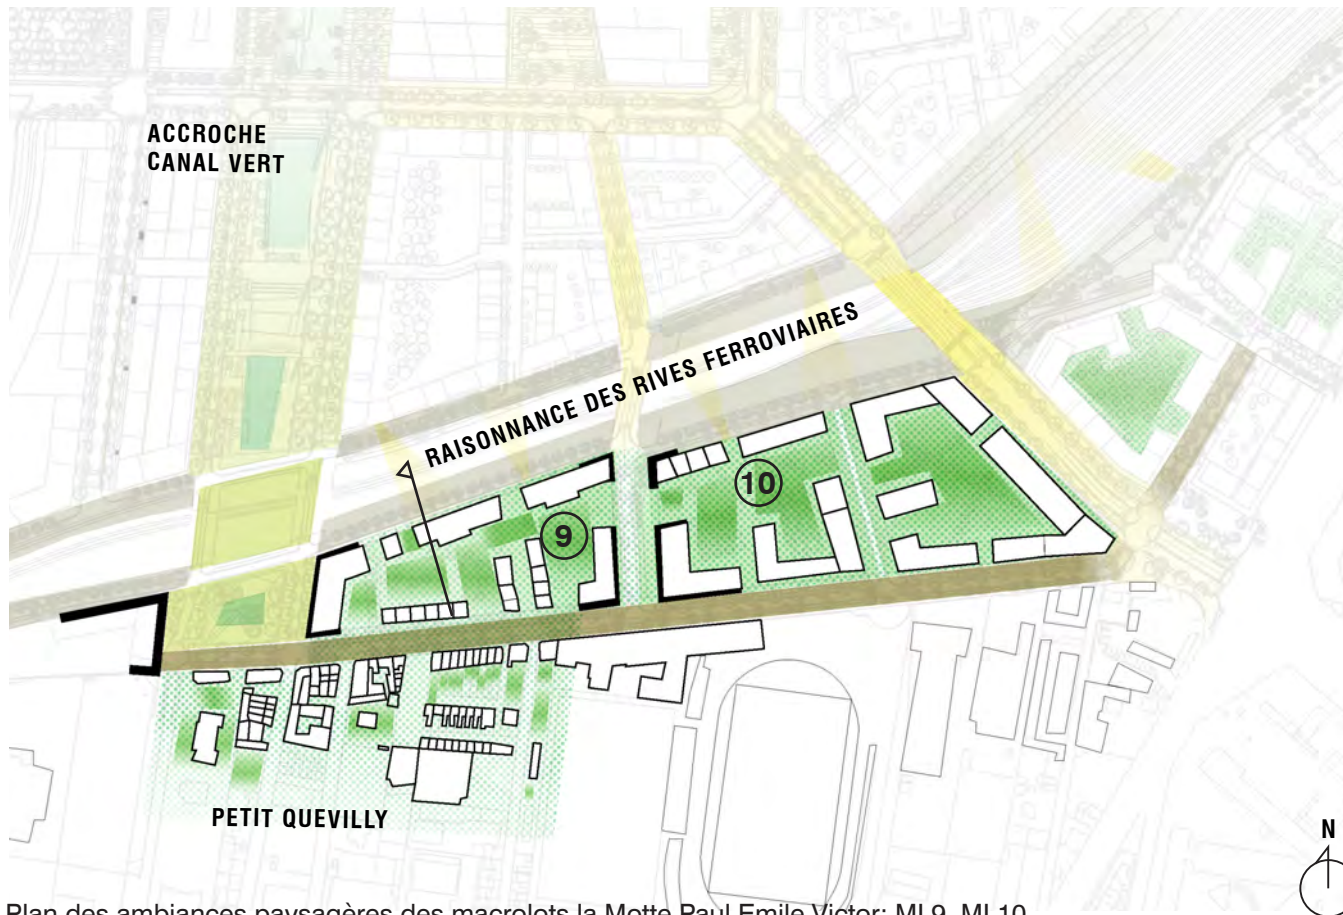 ACCROCHE
CANAL VERT
RAISONNANCE DES RIVES FERROVIAIRES
10
9
PETIT QUEVILLY
N
Plan des ambiances paysagères des macrolots la Motte Paul Emile Victor: ML9, ML10